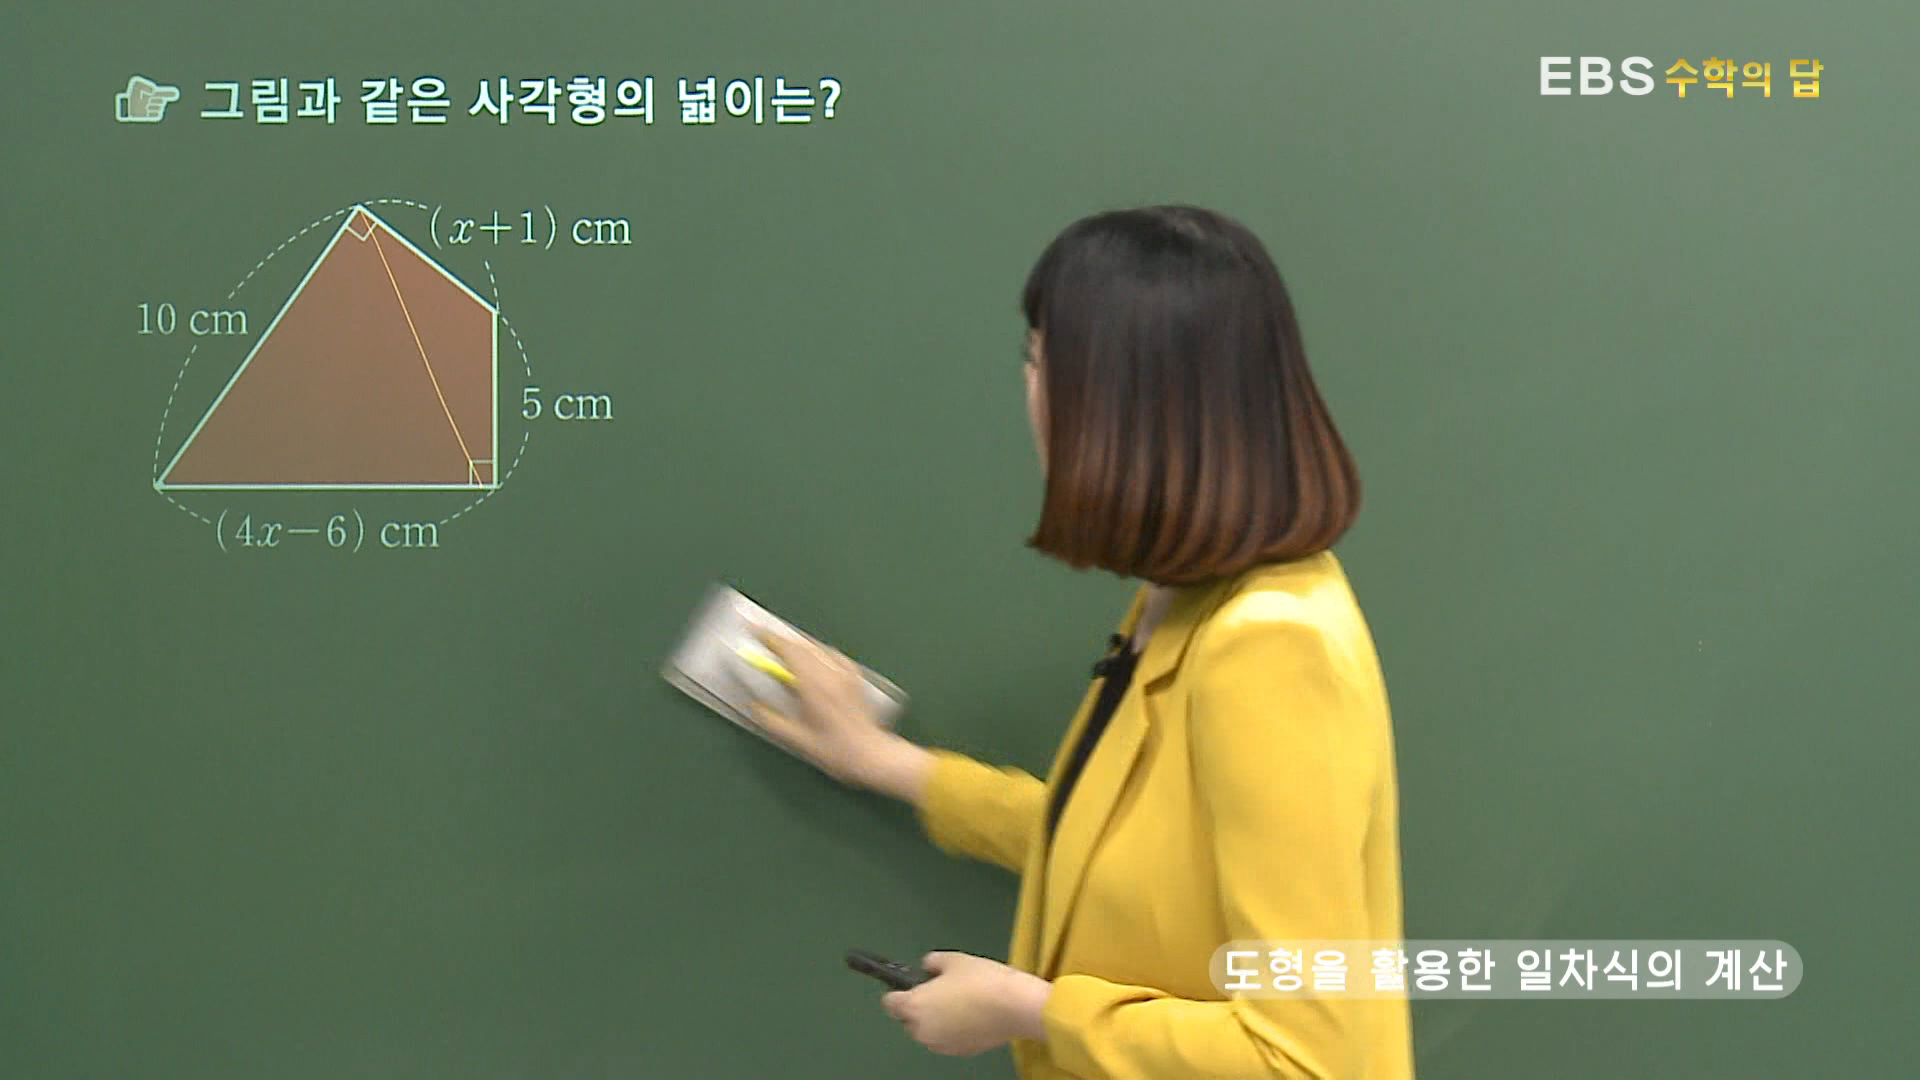 그림과 같은 사각형의 넓이는?
EBS 수학의 답
(x+1) cm
10 cm
5 cm
(4x−6) cm
도형을 활용한 일차식의 계산